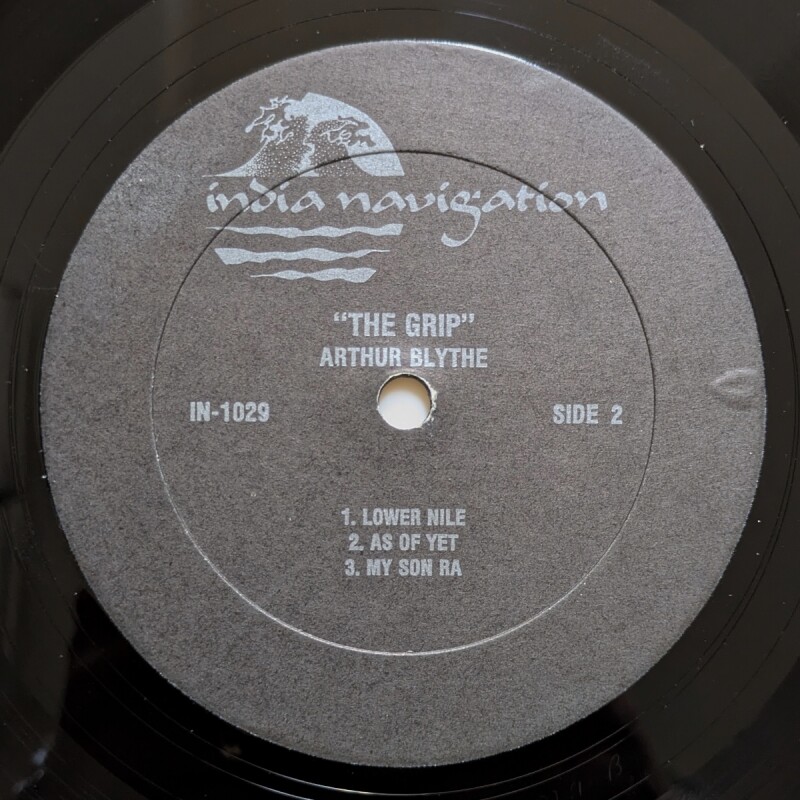 india navigation
“THE GRIP”
ARTHUR BLYTHE
IN-1029
SIDE 2
1. LOWER NILE
2. AS OF YET
3. MY SON RA